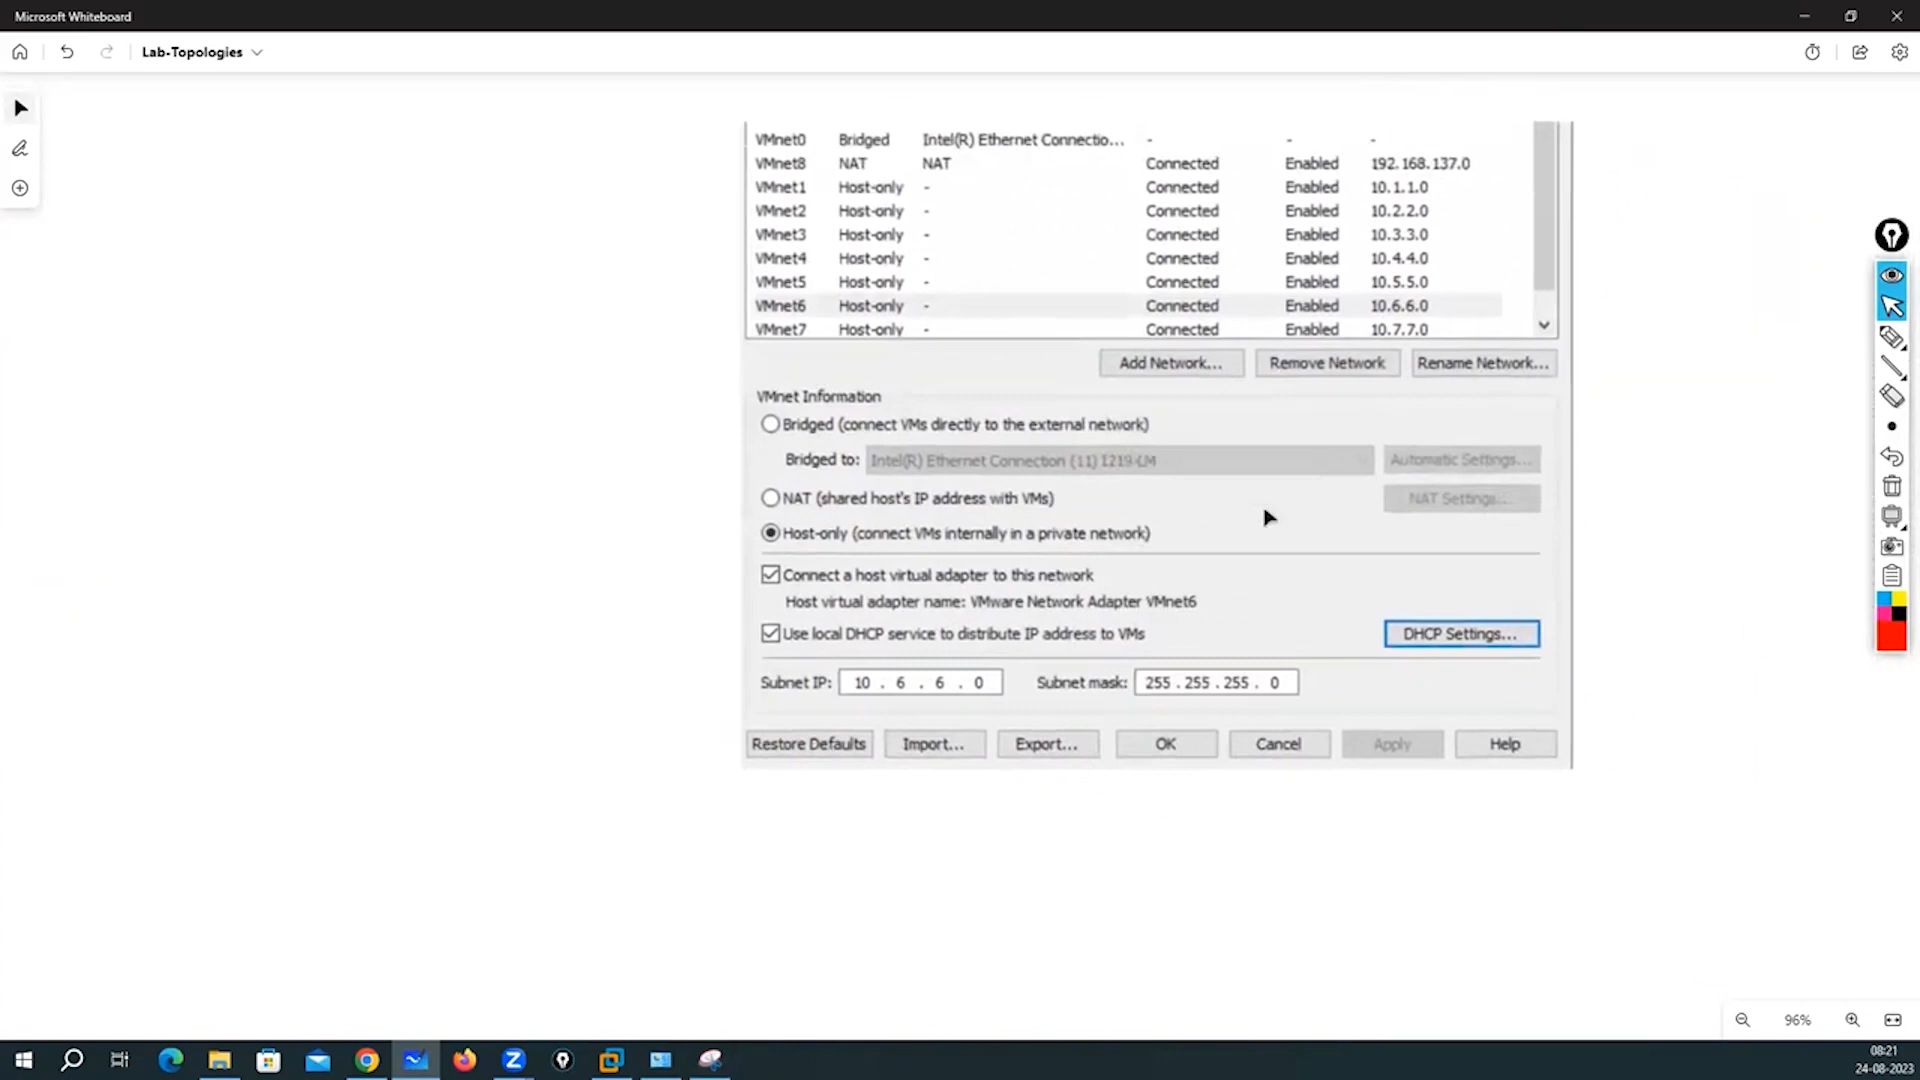 Microsoft Whiteboard
Lab-Topologies
VMnet0 Bridged Intel(R) Ethernet Connectio... - - -
VMnet8 NAT NAT Connected Enabled 192.168.137.0
VMnet1 Host-only - Connected Enabled 10.1.1.0
VMnet2 Host-only - Connected Enabled 10.2.2.0
VMnet3 Host-only - Connected Enabled 10.3.3.0
VMnet4 Host-only - Connected Enabled 10.4.4.0
VMnet5 Host-only - Connected Enabled 10.5.5.0
VMnet6 Host-only - Connected Enabled 10.6.6.0
VMnet7 Host-only - Connected Enabled 10.7.7.0
Add Network... Remove Network Rename Network...
VMnet Information
Bridged (connect VMs directly to the external network)
Bridged to: Intel(R) Ethernet Connection (11) I219-LM Automatic Settings...
NAT (shared host's IP address with VMs) NAT Settings...
Host-only (connect VMs internally in a private network)
Connect a host virtual adapter to this network
Host virtual adapter name: VMware Network Adapter VMnet6
Use local DHCP service to distribute IP address to VMs DHCP Settings...
Subnet IP: 10 . 6 . 6 . 0 Subnet mask: 255 . 255 . 255 . 0
Restore Defaults Import... Export... OK Cancel Apply Help
96%
08:21
24-08-2023